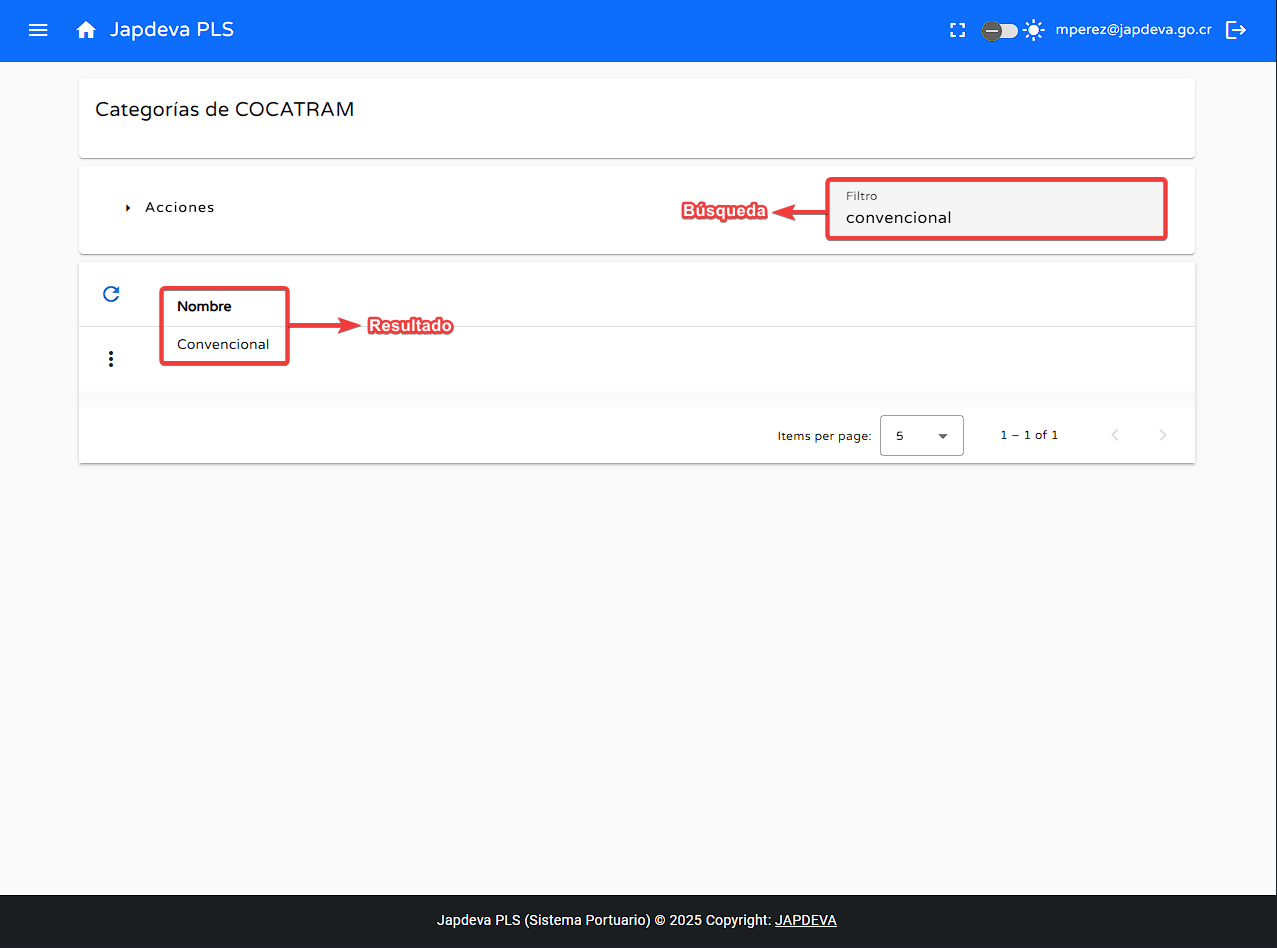 Japdeva PLS
mperez@japdeva.go.cr
Categorías de COCATRAM
Acciones
Búsqueda
Filtro
convencional
Nombre
Resultado
Convencional
Items per page:
5
1 – 1 of 1
Japdeva PLS (Sistema Portuario) © 2025 Copyright: JAPDEVA